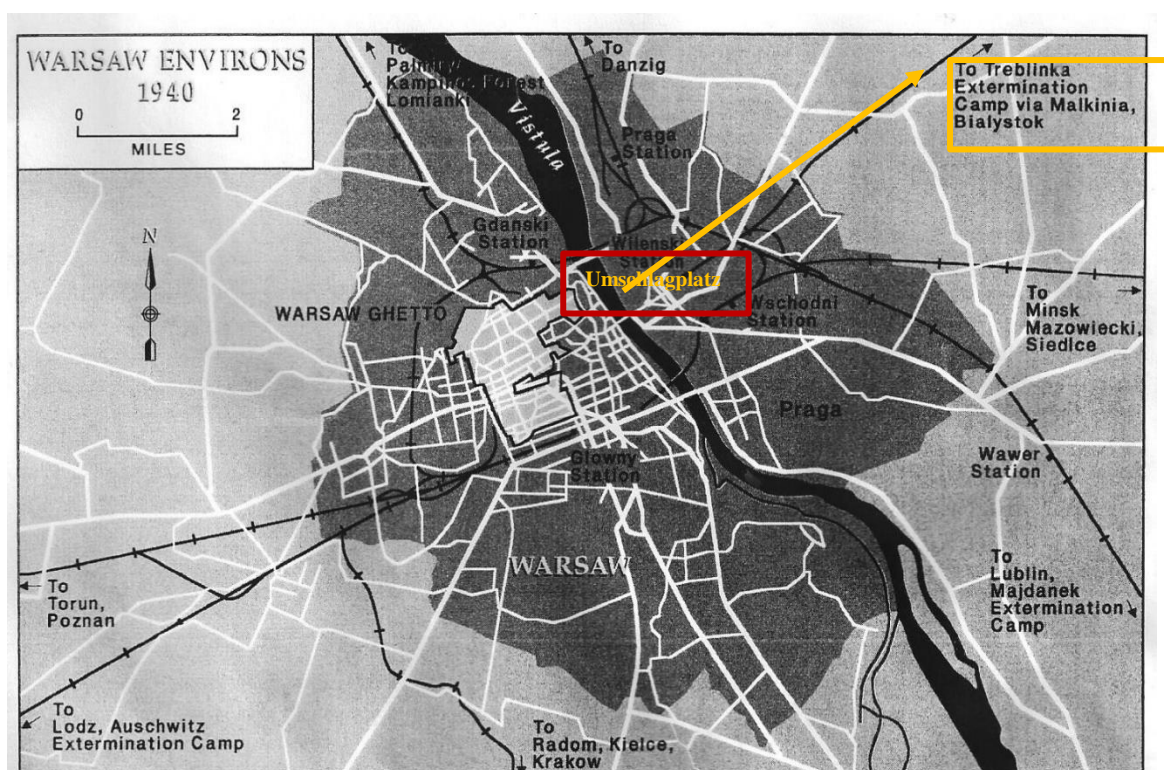 WARSAW ENVIRONS
1940
0 2
MILES
To
Palmiry
Kampinos Forest
Lomianki
Vistula
To
Danzig
Praga
Station
To Treblinka
Extermination
Camp via Malkinia,
Bialystok
N
Gdanski
Station
Wilenski
Station
Umschlagplatz
WARSAW GHETTO
Wschodni
Station
To
Minsk
Mazowiecki,
Siedlce
Praga
Wawer
Station
Glowny
Station
WARSAW
To
Torun,
Poznan
To
Lublin,
Majdanek
Extermination
Camp
To
Lodz, Auschwitz
Extermination Camp
To
Radom, Kielce,
Krakow